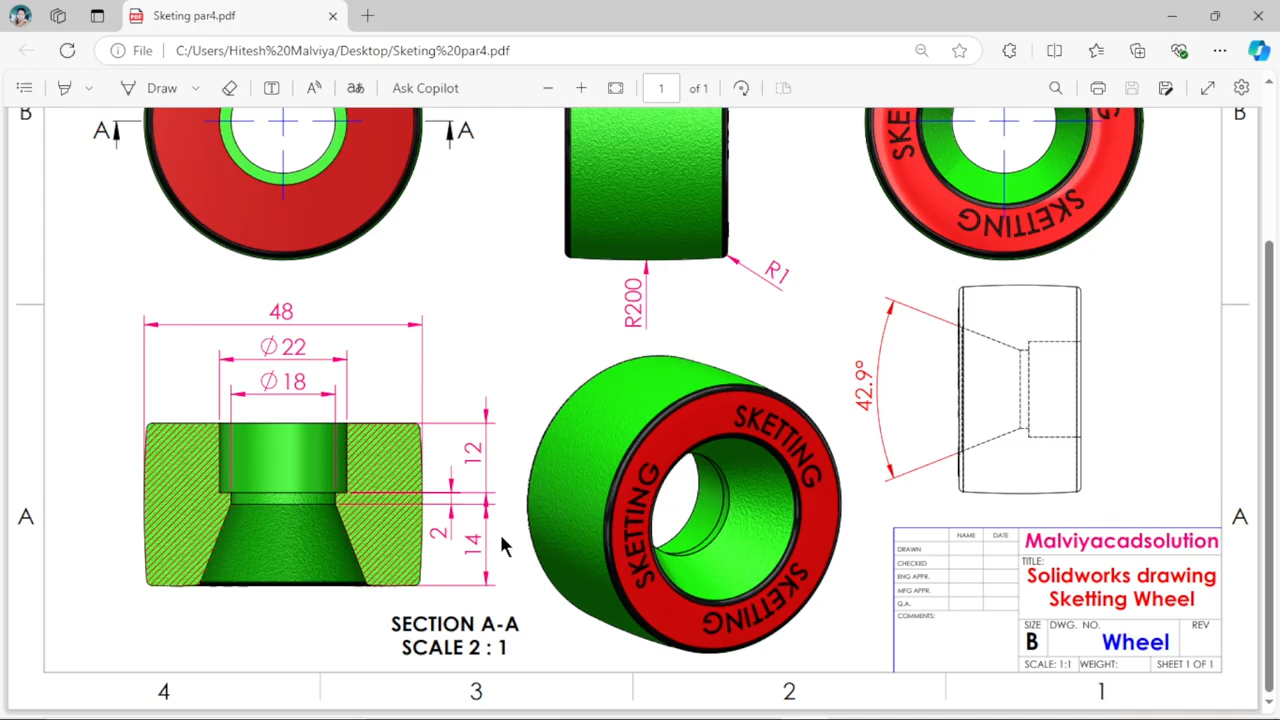 Sketing par4.pdf
File
C:/Users/Hitesh%20Malviya/Desktop/Sketing%20par4.pdf
Draw
aあ
Ask Copilot
1
of 1
B
B
A
A
SKE
G
SKETTING
R200
R1
48
Ø22
Ø18
12
2
14
42.9°
SKETTING
SKETTING
SKETTING
A
A
SECTION A-A
SCALE 2 : 1
NAME
DATE
DRAWN
CHECKED
ENG APPR.
MFG APPR.
Q.A.
COMMENTS:
Malviyacadsolution
TITLE:
Solidworks drawing
Sketting Wheel
SIZE
DWG. NO.
REV
B
Wheel
SCALE: 1:1
WEIGHT:
SHEET 1 OF 1
4
3
2
1